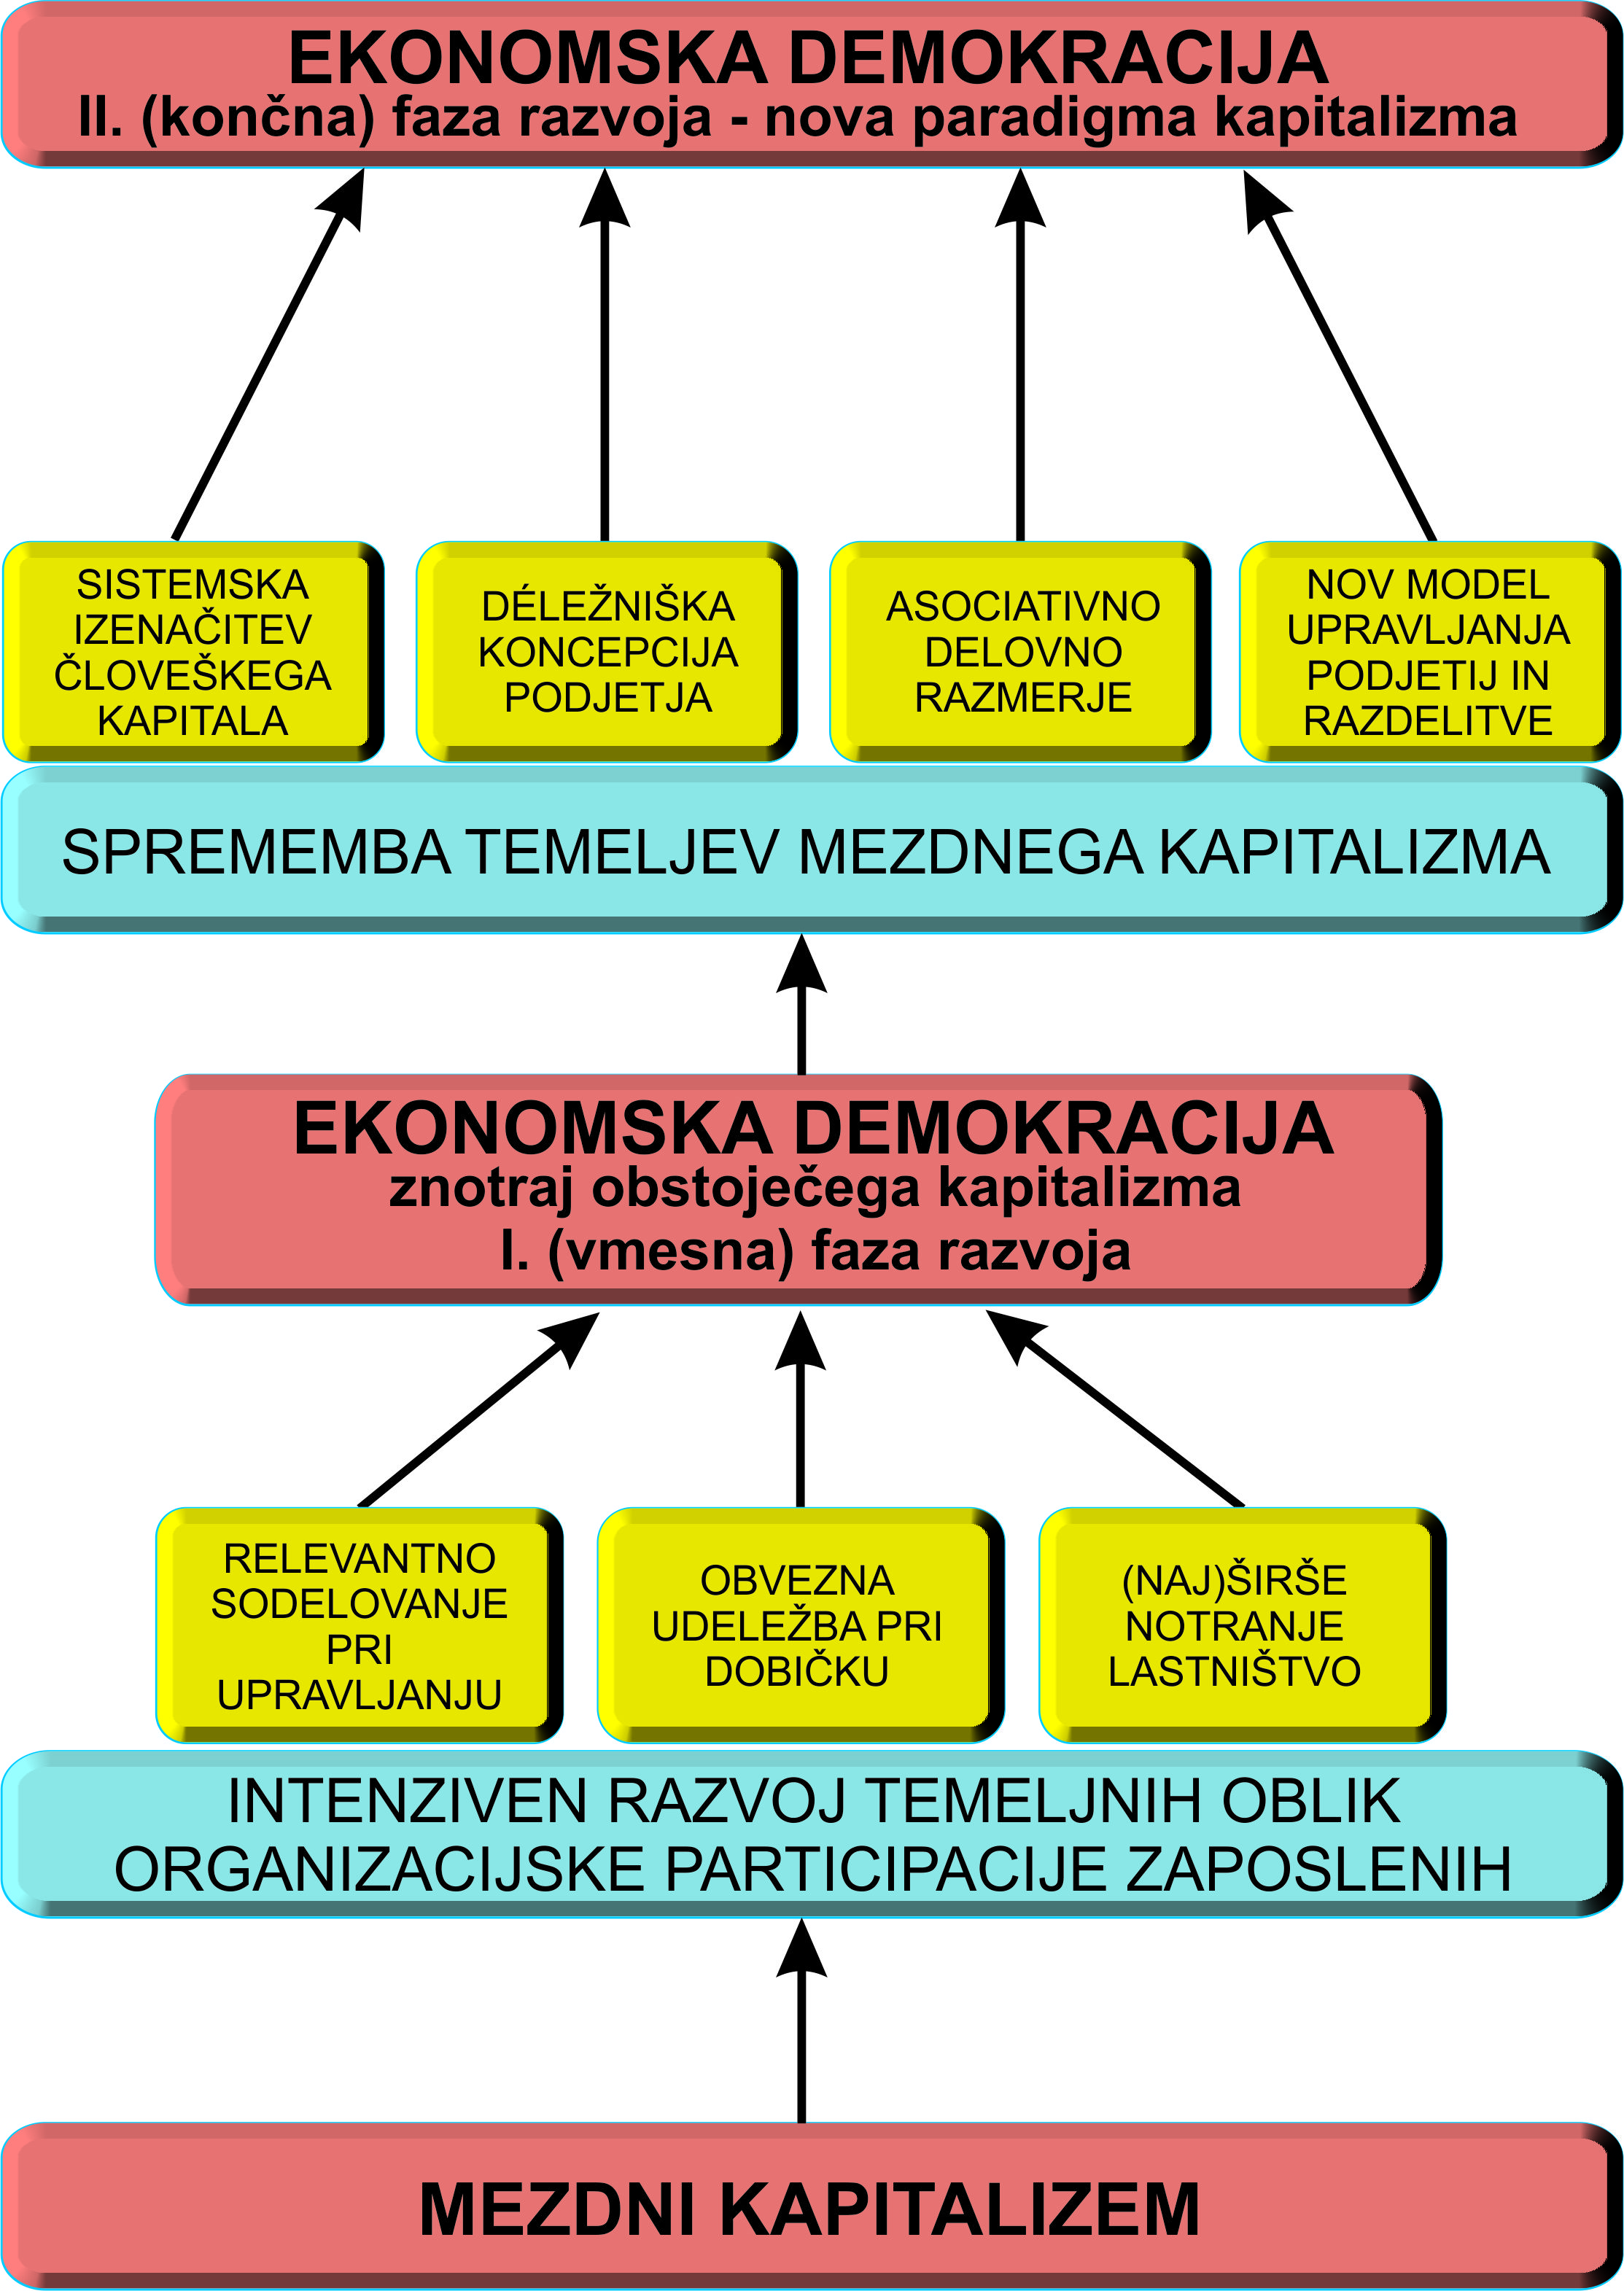 EKONOMSKA DEMOKRACIJA
II. (končna) faza razvoja - nova paradigma kapitalizma
SISTEMSKA
IZENAČITEV
ČLOVEŠKEGA
KAPITALA
DÉLEŽNIŠKA
KONCEPCIJA
PODJETJA
ASOCIATIVNO
DELOVNO
RAZMERJE
NOV MODEL
UPRAVLJANJA
PODJETIJ IN
RAZDELITVE
SPREMEMBA TEMELJEV MEZDNEGA KAPITALIZMA
EKONOMSKA DEMOKRACIJA
znotraj obstoječega kapitalizma
I. (vmesna) faza razvoja
RELEVANTNO
SODELOVANJE
PRI
UPRAVLJANJU
OBVEZNA
UDELEŽBA PRI
DOBIČKU
(NAJ)ŠIRŠE
NOTRANJE
LASTNIŠTVO
INTENZIVEN RAZVOJ TEMELJNIH OBLIK
ORGANIZACIJSKE PARTICIPACIJE ZAPOSLENIH
MEZDNI KAPITALIZEM